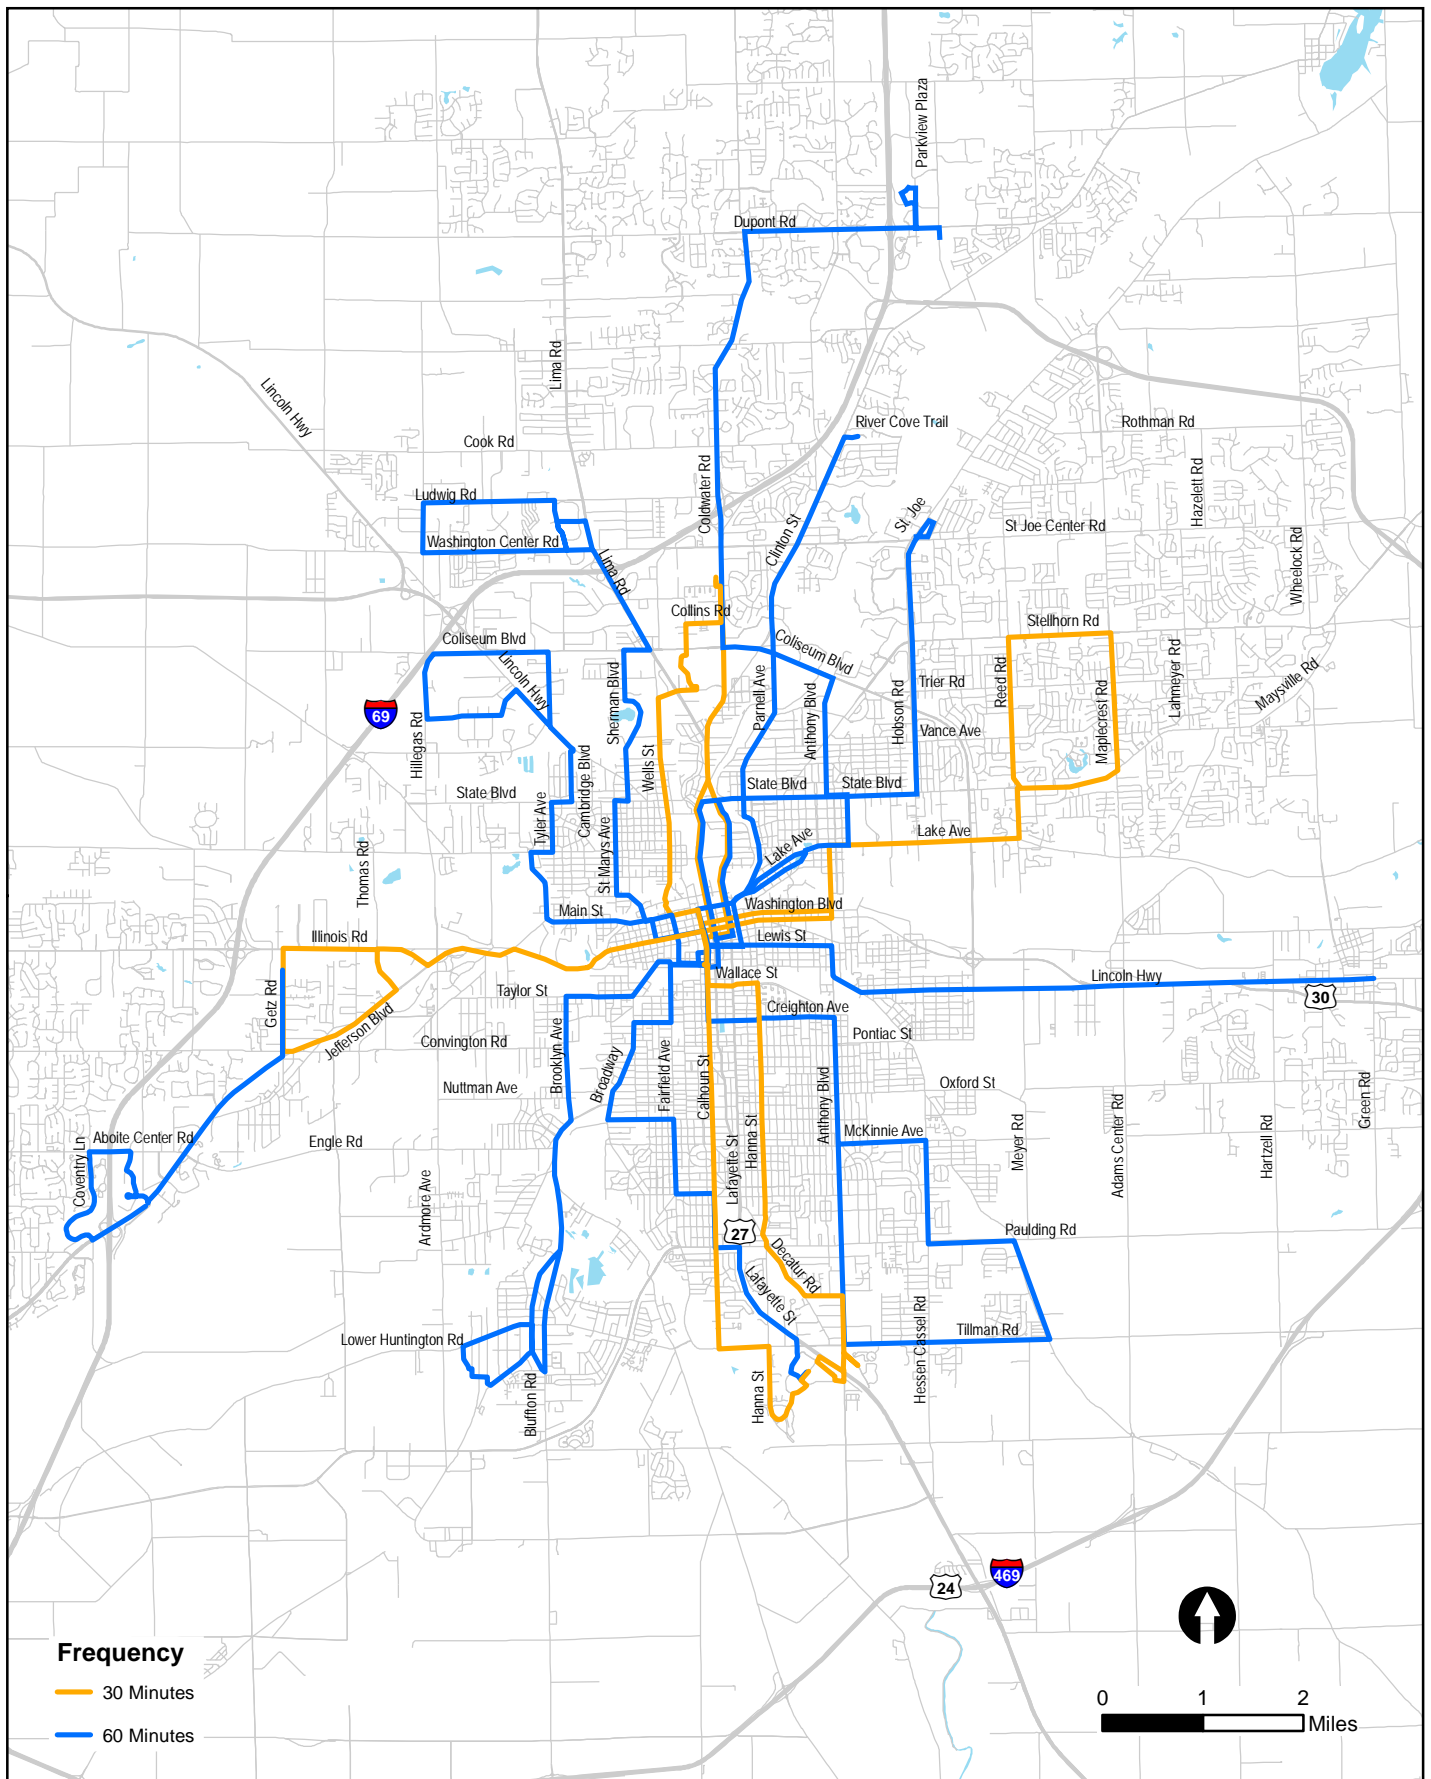 Parkview Plaza
Dupont Rd
Lima Rd
Lincoln Hwy
River Cove Trail
Rothman Rd
Cook Rd
Coldwater Rd
Hazelett Rd
Ludwig Rd
Clinton St
St. Joe
St Joe Center Rd
Washington Center Rd
Wheelock Rd
Lima Rd
Collins Rd
Stellhorn Rd
Coliseum Blvd
Coliseum Blvd
Lincoln Hwy
Sherman Blvd
Parnell Ave
Anthony Blvd
Hobson Rd
Trier Rd
Reed Rd
Maplecrest Rd
Lahmeyer Rd
Maysville Rd
69
Hillegas Rd
Wells St
Vance Ave
State Blvd
State Blvd
State Blvd
Tyler Ave
Cambridge Blvd
St Marys Ave
Lake Ave
Lake Ave
Thomas Rd
Main St
Washington Blvd
Illinois Rd
Lewis St
Wallace St
Lincoln Hwy
30
Taylor St
Getz Rd
Jefferson Blvd
Creighton Ave
Pontiac St
Convington Rd
Brooklyn Ave
Broadway
Fairfield Ave
Calhoun St
Nuttman Ave
Oxford St
Anthony Blvd
Hanna St
Green Rd
Aboite Center Rd
Engle Rd
McKinnie Ave
Meyer Rd
Adams Center Rd
Hartzell Rd
Coventry Ln
Ardmore Ave
Lafayette St
27
Paulding Rd
Decatur Rd
Lafayette St
Lower Huntington Rd
Tillman Rd
Hessen Cassel Rd
Bluffton Rd
Hanna St
469
24
Frequency
30 Minutes
60 Minutes
0 1 2
Miles